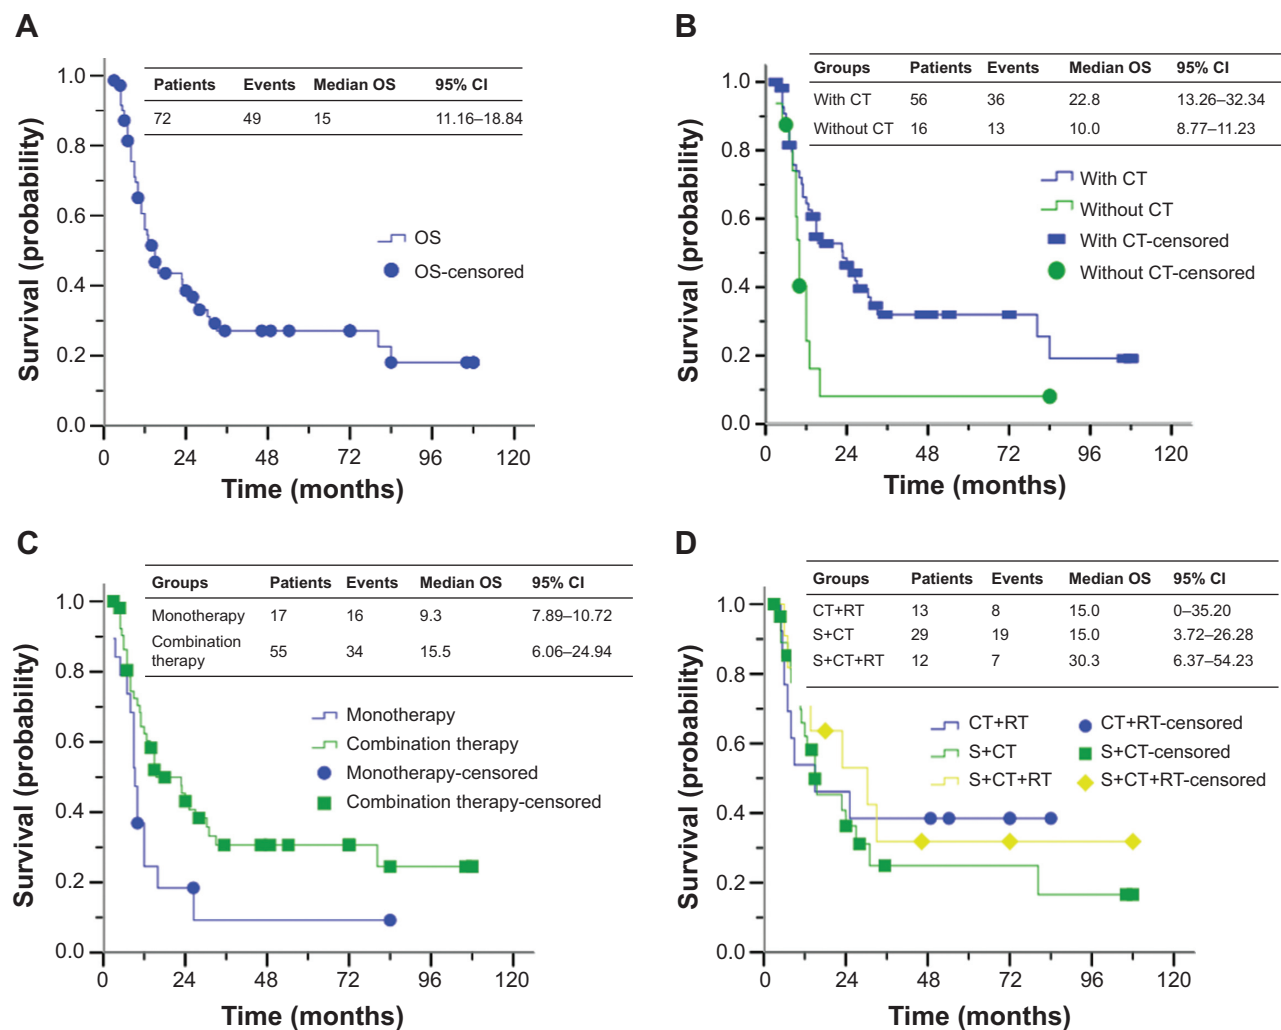 A
Patients Events Median OS 95% CI
72 49 15 11.16–18.84
OS
OS-censored
Survival (probability)
1.0
0.8
0.6
0.4
0.2
0.0
0 24 48 72 96 120
Time (months)
B
Groups Patients Events Median OS 95% CI
With CT 56 36 22.8 13.26–32.34
Without CT 16 13 10.0 8.77–11.23
With CT
Without CT
With CT-censored
Without CT-censored
Survival (probability)
1.0
0.8
0.6
0.4
0.2
0.0
0 24 48 72 96 120
Time (months)
C
Groups Patients Events Median OS 95% CI
Monotherapy 17 16 9.3 7.89–10.72
Combination
therapy 55 34 15.5 6.06–24.94
Monotherapy
Combination therapy
Monotherapy-censored
Combination therapy-censored
Survival (probability)
1.0
0.8
0.6
0.4
0.2
0.0
0 24 48 72 96 120
Time (months)
D
Groups Patients Events Median OS 95% CI
CT+RT 13 8 15.0 0–35.20
S+CT 29 19 15.0 3.72–26.28
S+CT+RT 12 7 30.3 6.37–54.23
CT+RT CT+RT-censored
S+CT S+CT-censored
S+CT+RT S+CT+RT-censored
Survival (probability)
1.0
0.8
0.6
0.4
0.2
0.0
0 24 48 72 96 120
Time (months)